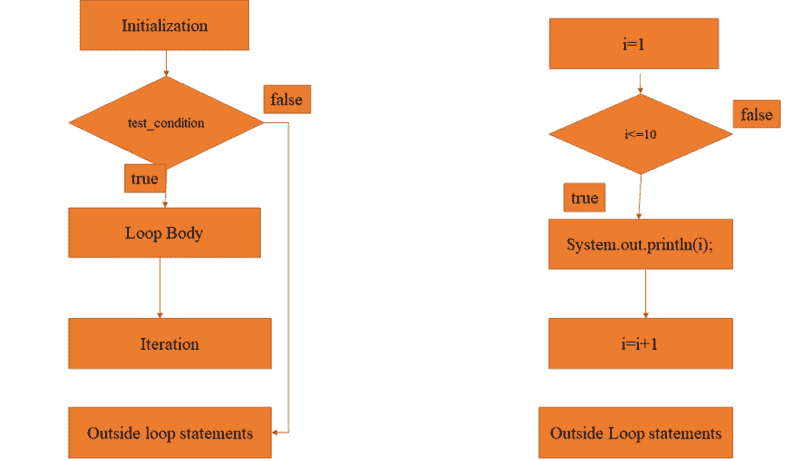 Initialization
test_condition
false
true
Loop Body
Iteration
Outside loop statements
i=1
i<=10
false
true
System.out.println(i);
i=i+1
Outside Loop statements